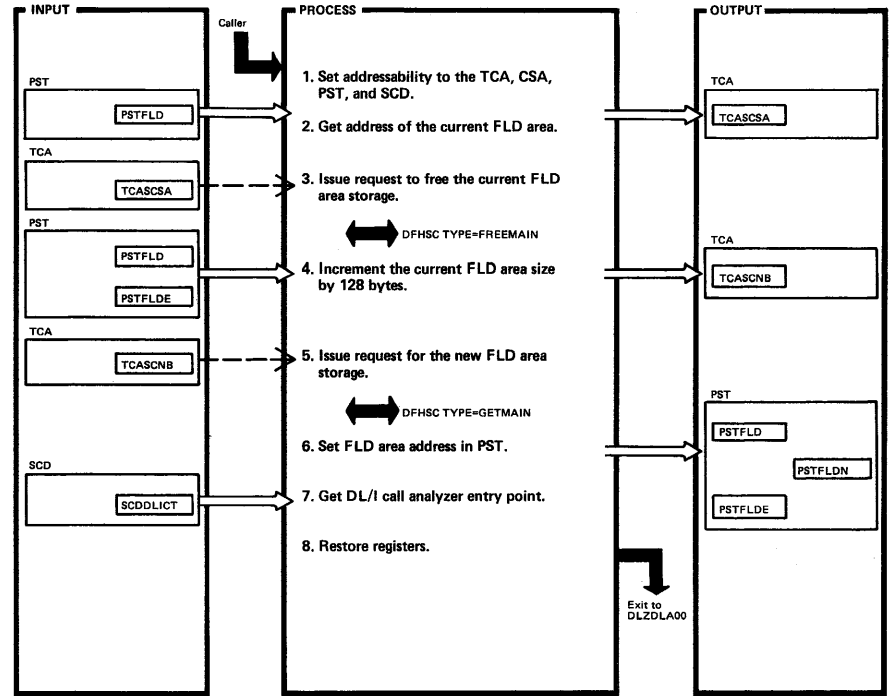 INPUT
PROCESS
OUTPUT
Caller
1. Set addressability to the TCA, CSA,
PST, and SCD.
PST
PSTFLD
2. Get address of the current FLD area.
TCA
TCASCSA
TCA
TCASCSA
3. Issue request to free the current FLD
area storage.
DFHSC TYPE=FREEMAIN
PST
PSTFLD
PSTFLDE
4. Increment the current FLD area size
by 128 bytes.
TCA
TCASCNB
TCA
TCASCNB
5. Issue request for the new FLD area
storage.
DFHSC TYPE=GETMAIN
6. Set FLD area address in PST.
PST
PSTFLD
PSTFLDN
PSTFLDE
SCD
SCDDLICT
7. Get DL/I call analyzer entry point.
8. Restore registers.
Exit to
DLZDLA00